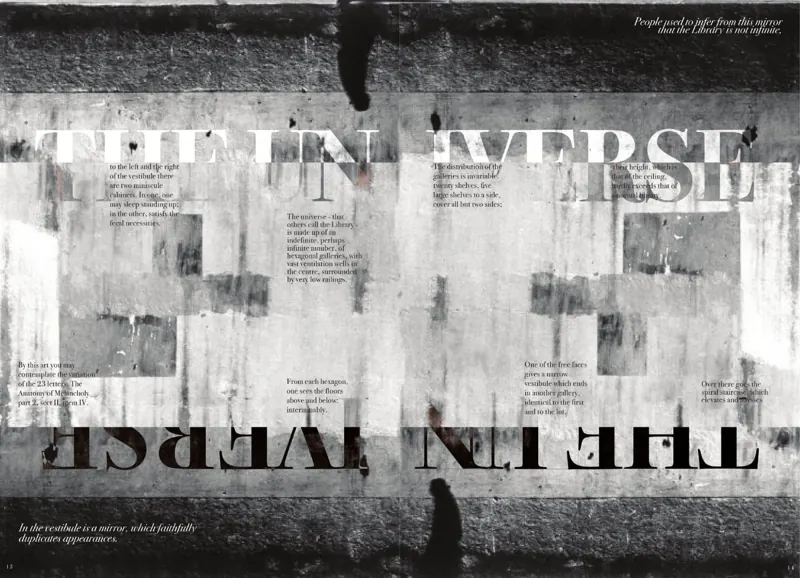 People used to infer from this mirror
that the Library is not infinite.
THE UNIVERSE
to the left and the right
of the vestibule there
are two minuscule
cabinets. In one, one
may sleep standing up;
in the other, satisfy the
fecal necessities.
The universe - that
others call the Library -
is made up of an
indefinite, perhaps
infinite number, of
hexagonal galleries, with
vast ventilation wells in
the centre, surrounded
by very low railings.
The distribution of the
galleries is invariable,
twenty shelves, five
large shelves to a side,
cover all but two sides;
their height, which is
that of the ceiling,
By this art you may
contemplate the variation
of the 23 letters. The
Anatomy of Melancholy
part 2, sect II, mem IV.
From each hexagon,
one sees the floors
above and below:
interminably.
One of the free faces
gives a narrow
vestibule which ends
in another gallery,
identical to the first
and to the lot.
Over there goes the
spiral staircase, which
elevates and
THE UNIVERSE
In the vestibule is a mirror, which faithfully
duplicates appearances.
13
14